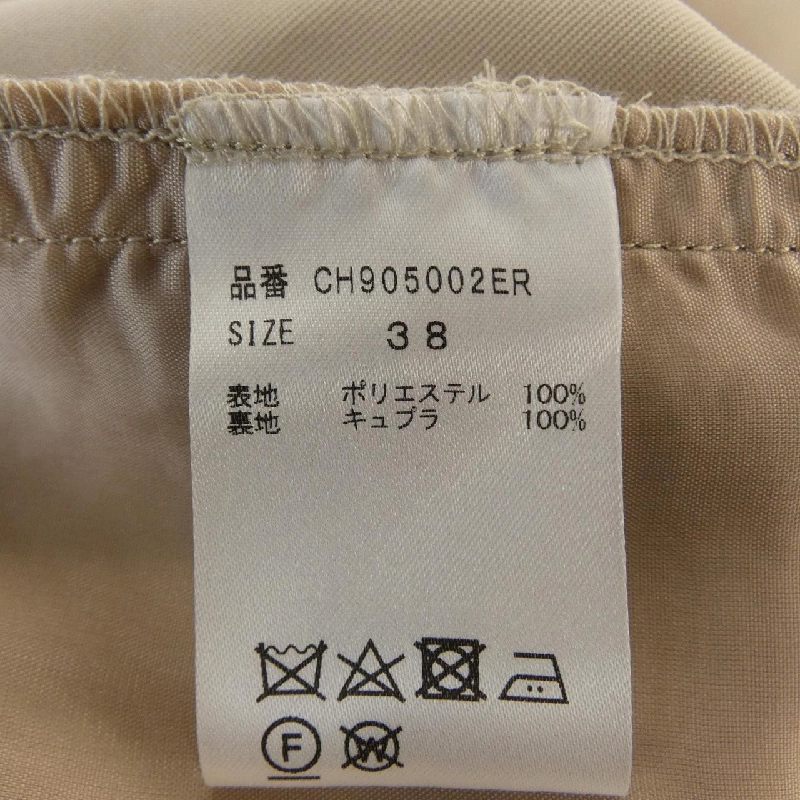 品番 CH905002ER
SIZE 38
表地 ポリエステル 100%
裏地 キュプラ 100%
F W